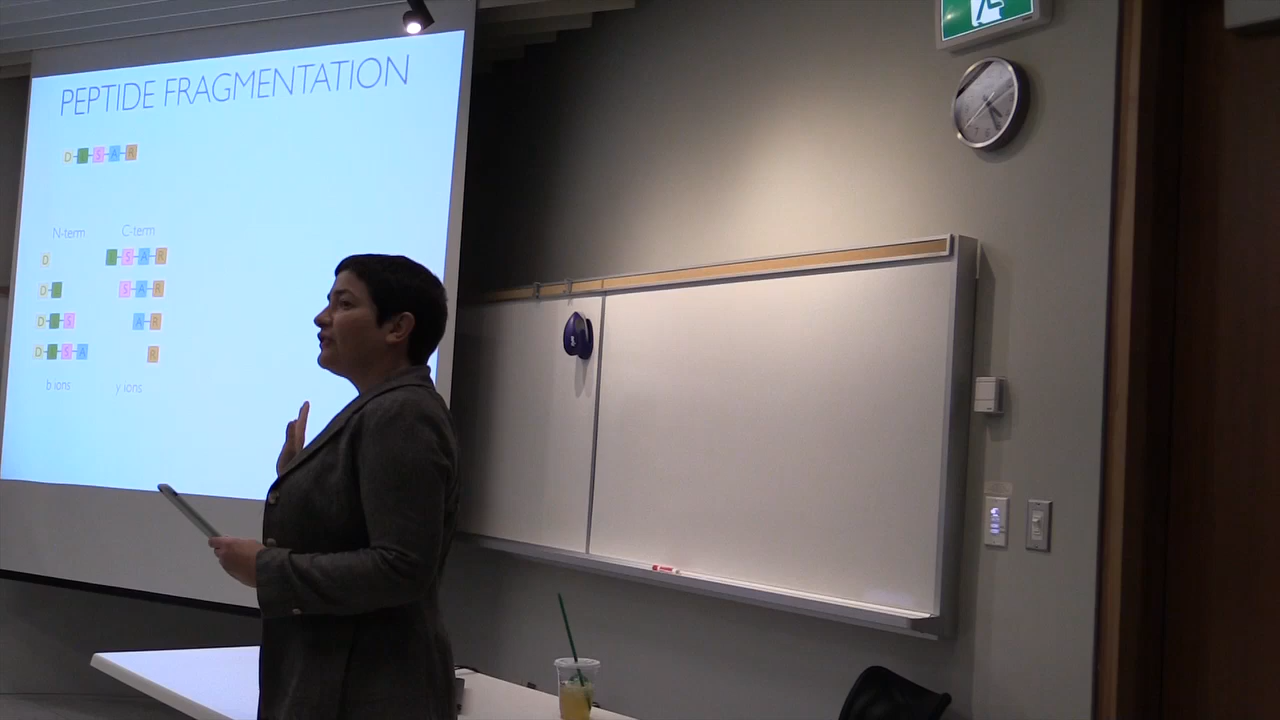 PEPTIDE FRAGMENTATION
D E S A R
N-term C-term
D E S A R
D E S A R
D E S A R
D E S A R
b ions y ions